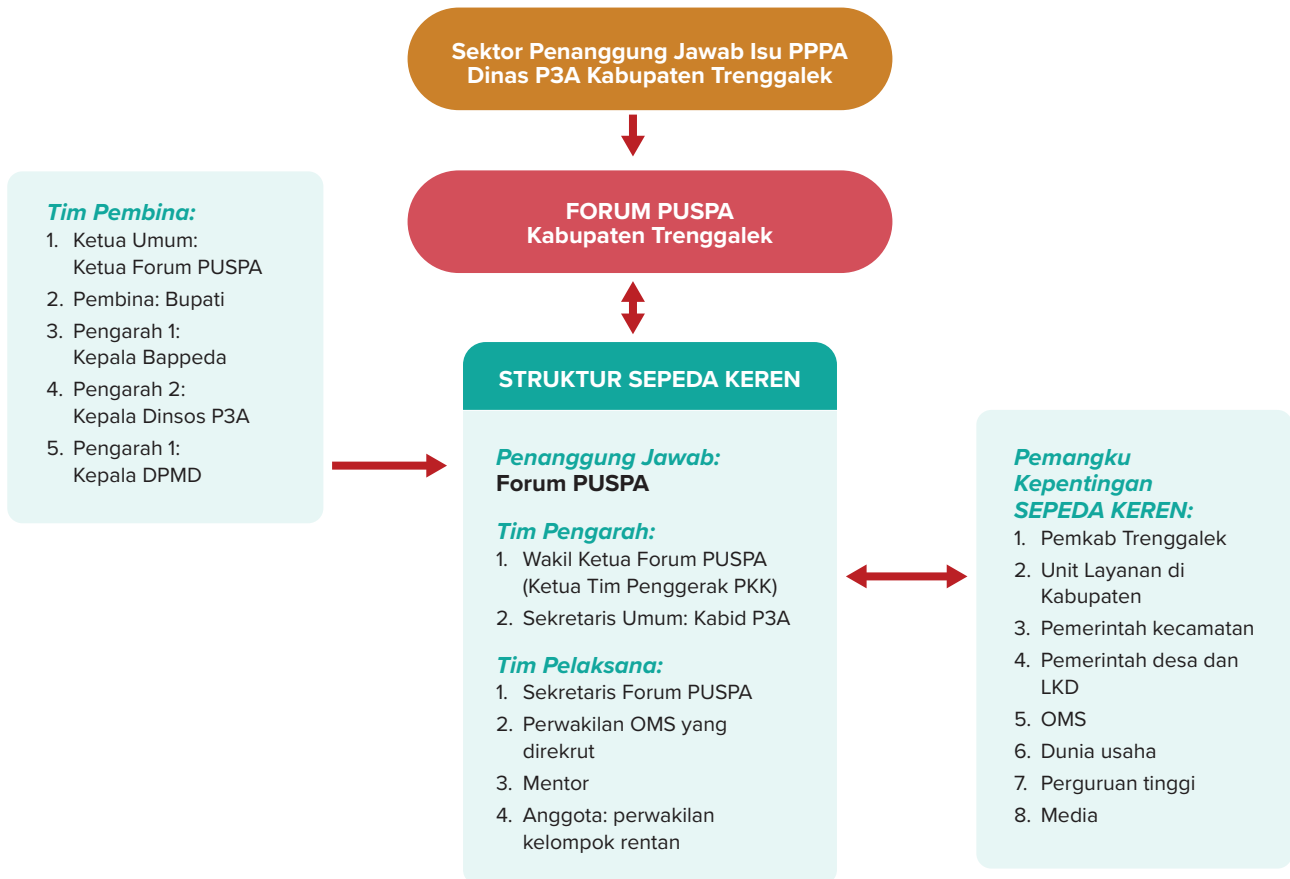 Sektor Penanggung Jawab Isu PPPA
Dinas P3A Kabupaten Trenggalek
FORUM PUSPA
Kabupaten Trenggalek
Tim Pembina:
1. Ketua Umum:
Ketua Forum PUSPA
2. Pembina: Bupati
3. Pengarah 1:
Kepala Bappeda
4. Pengarah 2:
Kepala Dinsos P3A
5. Pengarah 1:
Kepala DPMD
STRUKTUR SEPEDA KEREN
Penanggung Jawab:
Forum PUSPA
Tim Pengarah:
1. Wakil Ketua Forum PUSPA
(Ketua Tim Penggerak PKK)
2. Sekretaris Umum: Kabid P3A
Tim Pelaksana:
1. Sekretaris Forum PUSPA
2. Perwakilan OMS yang
direkrut
3. Mentor
4. Anggota: perwakilan
kelompok rentan
Pemangku
Kepentingan
SEPEDA KEREN:
1. Pemkab Trenggalek
2. Unit Layanan di
Kabupaten
3. Pemerintah kecamatan
4. Pemerintah desa dan
LKD
5. OMS
6. Dunia usaha
7. Perguruan tinggi
8. Media